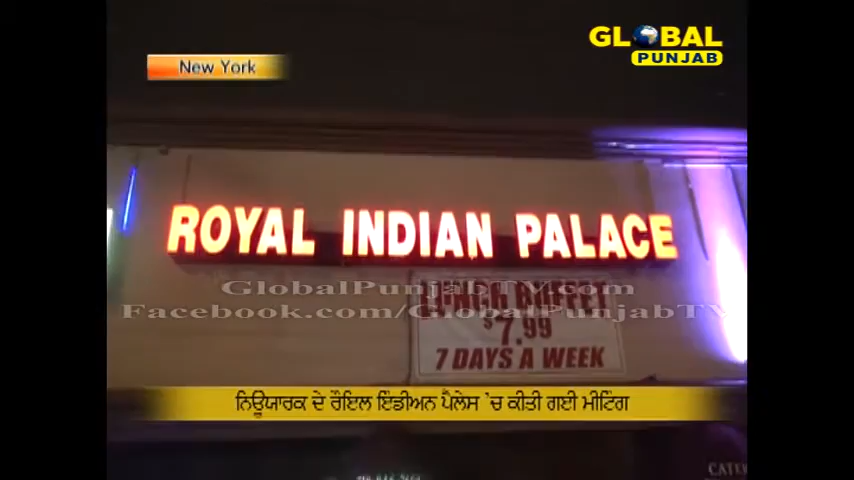 GLOBAL
PUNJAB
New York
ROYAL INDIAN PALACE
GlobalPunjabTV.com
Facebook.com/GlobalPunjabTV
LUNCH BUFFET
$7.99
7 DAYS A WEEK
ਨਿਊਯਾਰਕ ਦੇ ਰੌਇਲ ਇੰਡੀਅਨ ਪੈਲੇਸ 'ਚ ਕੀਤੀ ਗਈ ਮੀਟਿੰਗ